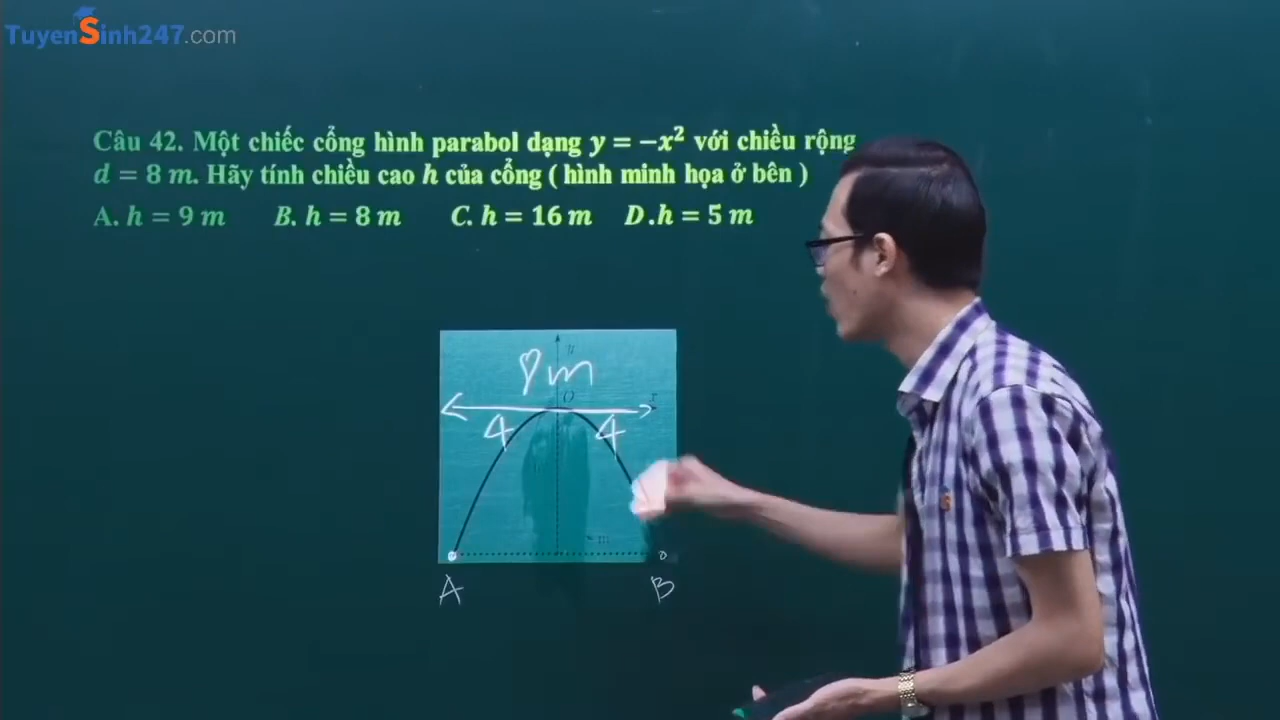 TuyenSinh247.com
Câu 42. Một chiếc cổng hình parabol dạng y = −x² với chiều rộng
d = 8 m. Hãy tính chiều cao h của cổng ( hình minh họa ở bên )
A. h = 9 m B. h = 8 m C. h = 16 m D.h = 5 m
8m
O x
4 4
A B